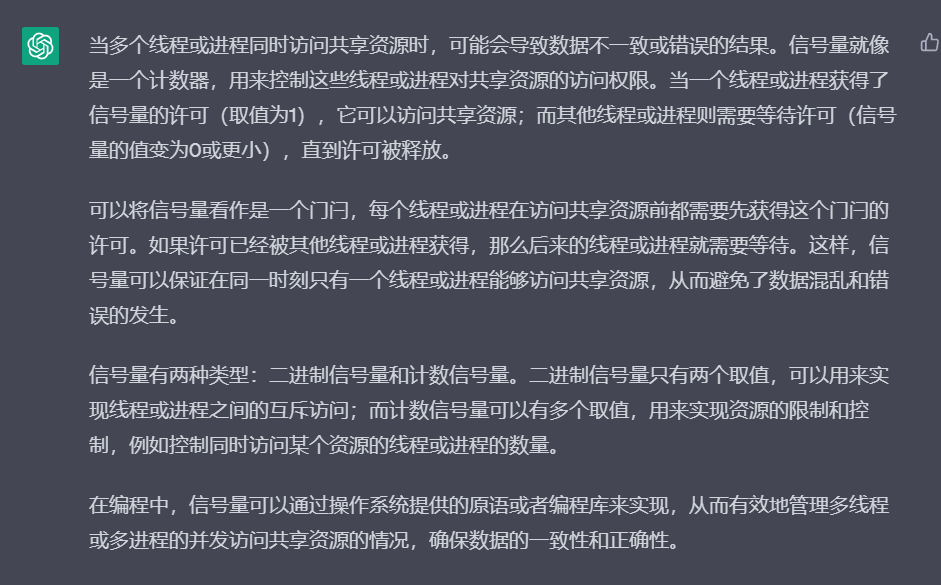 当多个线程或进程同时访问共享资源时，可能会导致数据不一致或错误的结果。信号量就像
是一个计数器，用来控制这些线程或进程对共享资源的访问权限。当一个线程或进程获得了
信号量的许可（取值为1），它可以访问共享资源；而其他线程或进程则需要等待许可（信号
量的值变为0或更小），直到许可被释放。
可以将信号量看作是一个门闩，每个线程或进程在访问共享资源前都需要先获得这个门闩的
许可。如果许可已经被其他线程或进程获得，那么后来的线程或进程就需要等待。这样，信
号量可以保证在同一时刻只有一个线程或进程能够访问共享资源，从而避免了数据混乱和错
误的发生。
信号量有两种类型：二进制信号量和计数信号量。二进制信号量只有两个取值，可以用来实
现线程或进程之间的互斥访问；而计数信号量可以有多个取值，用来实现资源的限制和控
制，例如控制同时访问某个资源的线程或进程的数量。
在编程中，信号量可以通过操作系统提供的原语或者编程库来实现，从而有效地管理多线程
或多进程的并发访问共享资源的情况，确保数据的一致性和正确性。